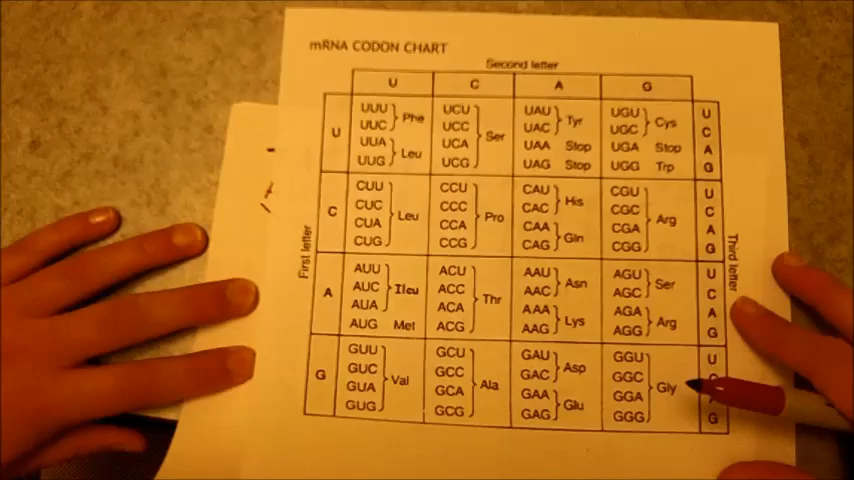 mRNA CODON CHART
Second letter
U C A G
First letter
Third letter
U
UUU UUC Phe
UUA UUG Leu
UCU UCC UCA UCG Ser
UAU UAC Tyr
UAA Stop
UAG Stop
UGU UGC Cys
UGA Stop
UGG Trp
U C A G
C
CUU CUC CUA CUG Leu
CCU CCC CCA CCG Pro
CAU CAC His
CAA CAG Gln
CGU CGC CGA CGG Arg
U C A G
A
AUU AUC AUA Ileu
AUG Met
ACU ACC ACA ACG Thr
AAU AAC Asn
AAA AAG Lys
AGU AGC Ser
AGA AGG Arg
U C A G
G
GUU GUC GUA GUG Val
GCU GCC GCA GCG Ala
GAU GAC Asp
GAA GAG Glu
GGU GGC GGA GGG Gly
U G